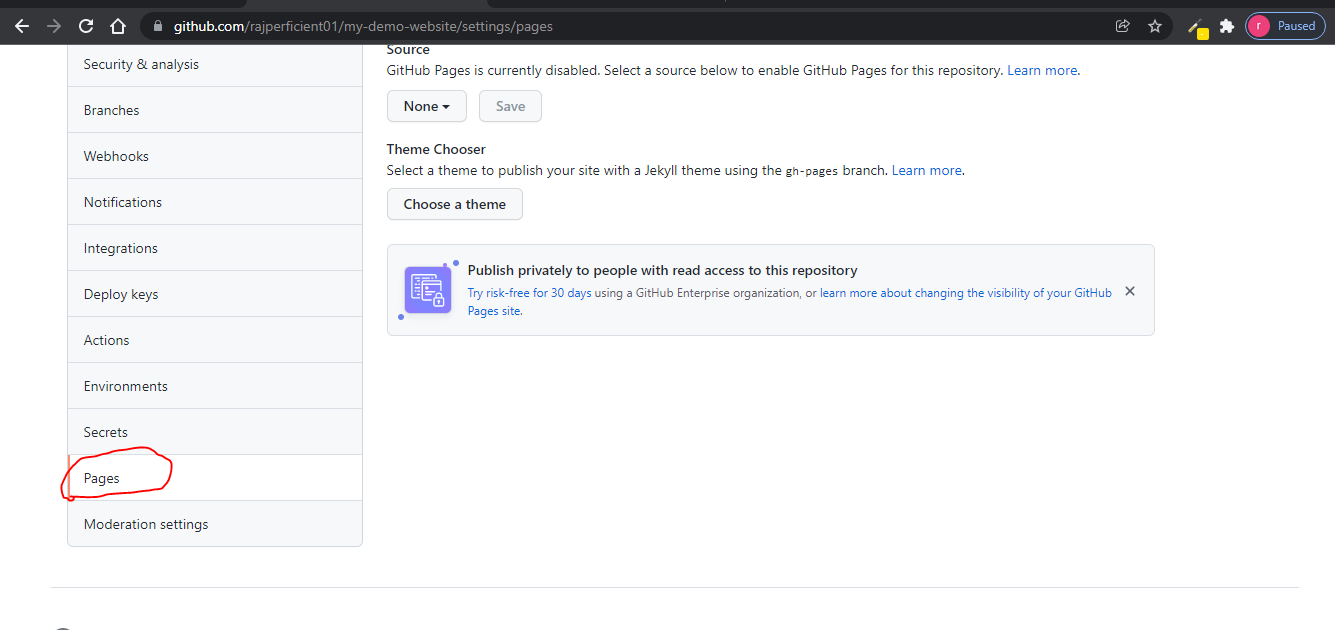 github.com/rajperficient01/my-demo-website/settings/pages
r
Paused
Security & analysis
Branches
Webhooks
Notifications
Integrations
Deploy keys
Actions
Environments
Secrets
Pages
Moderation settings
Source
GitHub Pages is currently disabled. Select a source below to enable GitHub Pages for this repository. Learn more.
None
Save
Theme Chooser
Select a theme to publish your site with a Jekyll theme using the gh-pages branch. Learn more.
Choose a theme
Publish privately to people with read access to this repository
Try risk-free for 30 days using a GitHub Enterprise organization, or learn more about changing the visibility of your GitHub
Pages site.